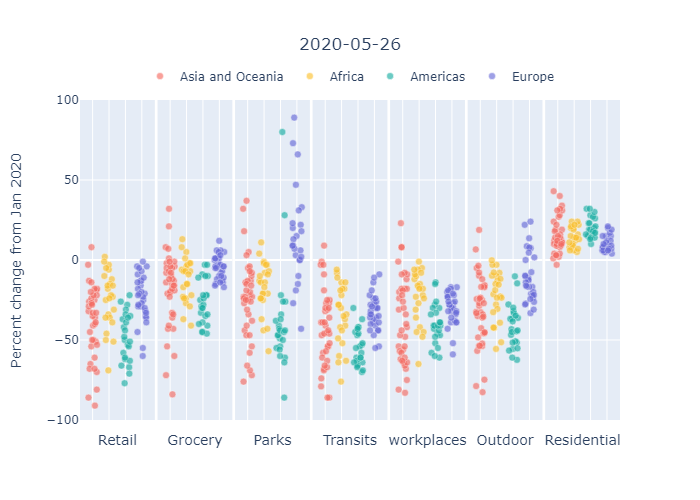 2020-05-26
Asia and Oceania Africa Americas Europe
Percent change from Jan 2020
100
50
0
−50
−100
Retail Grocery Parks Transits workplaces Outdoor Residential